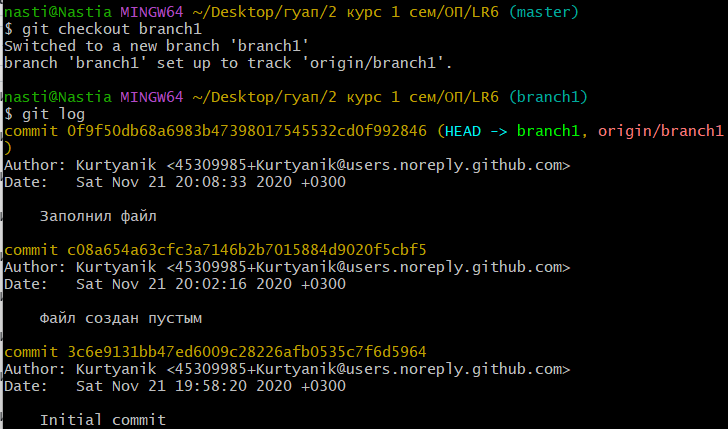 nasti@Nastia MINGW64 ~/Desktop/ryan/2 курс 1 сем/ОП/LR6 (master)
$ git checkout branch1
Switched to a new branch 'branch1'
branch 'branch1' set up to track 'origin/branch1'.
nasti@Nastia MINGW64 ~/Desktop/ryan/2 курс 1 сем/ОП/LR6 (branch1)
$ git log
commit 0f9f50db68a6983b47398017545532cd0f992846 (HEAD -> branch1, origin/branch1
)
Author: Kurtyanik <45309985+Kurtyanik@users.noreply.github.com>
Date:   Sat Nov 21 20:08:33 2020 +0300
Заполнил файл
commit c08a654a63cfc3a7146b2b7015884d9020f5cbf5
Author: Kurtyanik <45309985+Kurtyanik@users.noreply.github.com>
Date:   Sat Nov 21 20:02:16 2020 +0300
Файл создан пустым
commit 3c6e9131bb47ed6009c28226afb0535c7f6d5964
Author: Kurtyanik <45309985+Kurtyanik@users.noreply.github.com>
Date:   Sat Nov 21 19:58:20 2020 +0300
Initial commit